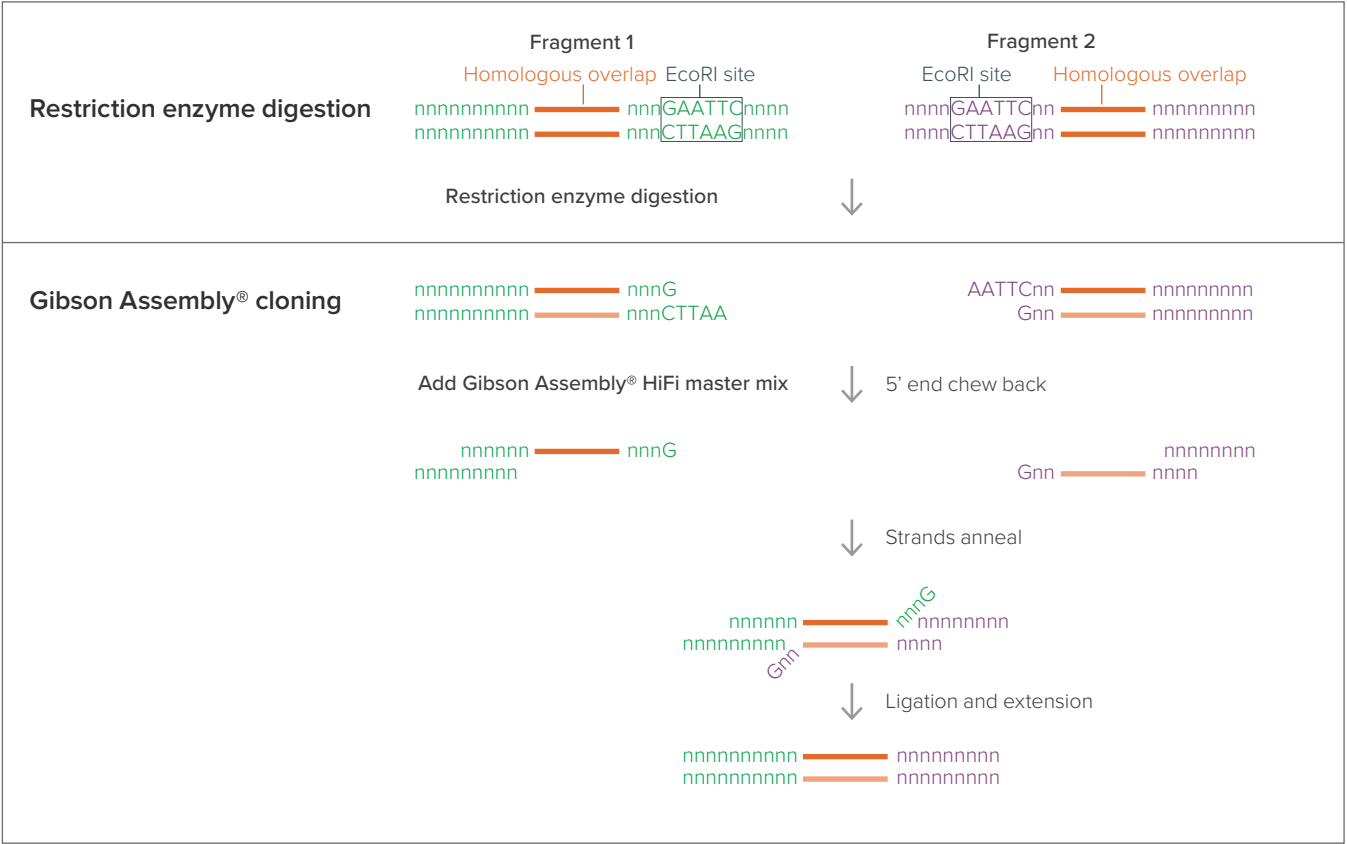 Fragment 1 Fragment 2
Homologous overlap EcoRI site EcoRI site Homologous overlap
Restriction enzyme digestion
nnnnnnnnnn nnnGAATTCnnnn nnnnGAATTCnn nnnnnnnnn
nnnnnnnnnn nnnCTTAAGnnnn nnnnCTTAAGnn nnnnnnnnn
Restriction enzyme digestion
Gibson Assembly® cloning
nnnnnnnnnn nnnG AATTCnn nnnnnnnnn
nnnnnnnnnn nnnCTTAA Gnn nnnnnnnnn
Add Gibson Assembly® HiFi master mix 5’ end chew back
nnnnnn nnnG nnnnnnnn
nnnnnnnnn Gnn nnnn
Strands anneal
nnnnnn nnnG nnnnnnnn
nnnnnnnnn Gnn nnnn
Ligation and extension
nnnnnnnnnn nnnnnnnnn
nnnnnnnnnn nnnnnnnnn